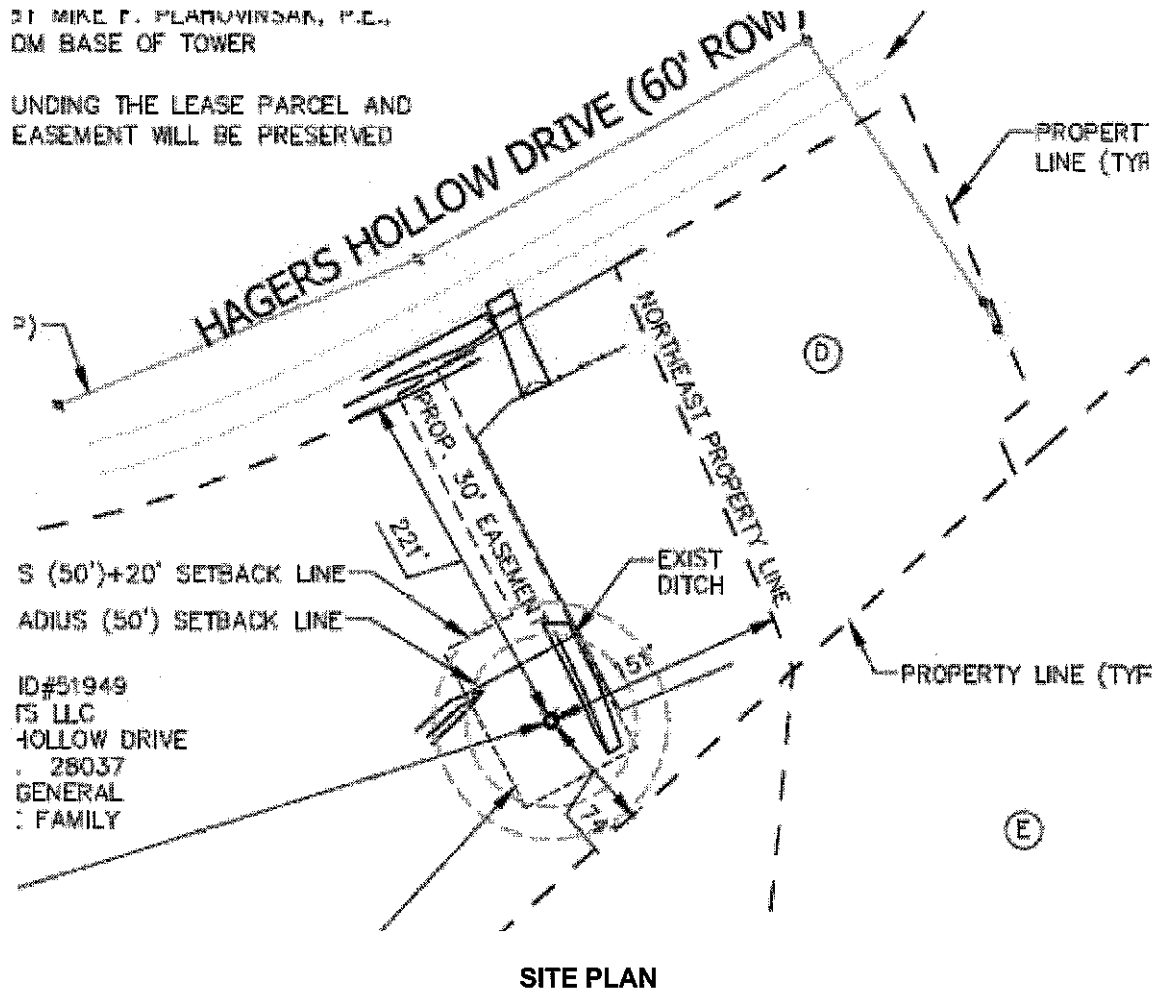 MIKE F. PLAHOVINSAK, P.E.,
OM BASE OF TOWER
UNDING THE LEASE PARCEL AND
EASEMENT WILL BE PRESERVED
HAGERS HOLLOW DRIVE (60' ROW)
PROPERT
LINE (TYP
P)
NORTHEAST PROPERTY LINE
D
PROP. 30' EASEMENT
221'
S (50')+20' SETBACK LINE
ADIUS (50') SETBACK LINE
EXIST
DITCH
PROPERTY LINE (TYP
ID#51949
TS LLC
HOLLOW DRIVE
. 28037
GENERAL
: FAMILY
E
SITE PLAN